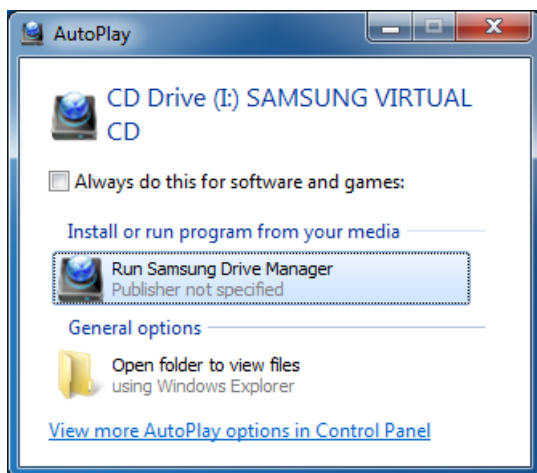 AutoPlay
CD Drive (I:) SAMSUNG VIRTUAL
CD
Always do this for software and games:
Install or run program from your media
Run Samsung Drive Manager
Publisher not specified
General options
Open folder to view files
using Windows Explorer
View more AutoPlay options in Control Panel